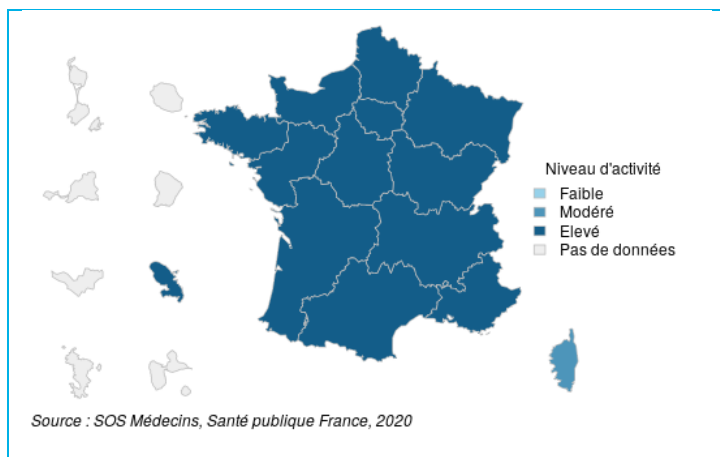 Niveau d'activité
Faible
Modéré
Elevé
Pas de données
Source : SOS Médecins, Santé publique France, 2020